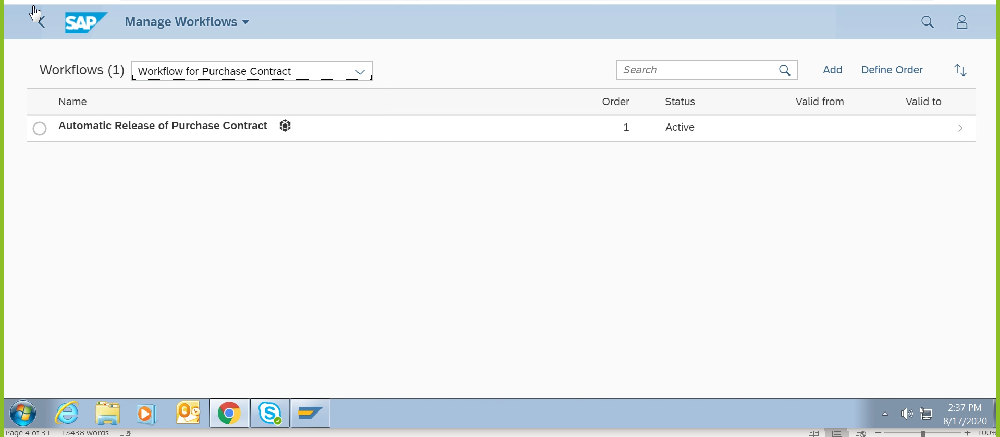 SAP Manage Workflows
Workflows (1) Workflow for Purchase Contract Search Add Define Order
Name Order Status Valid from Valid to
Automatic Release of Purchase Contract 1 Active
2:37 PM
8/17/2020
Page 4 of 31 13438 words 100%